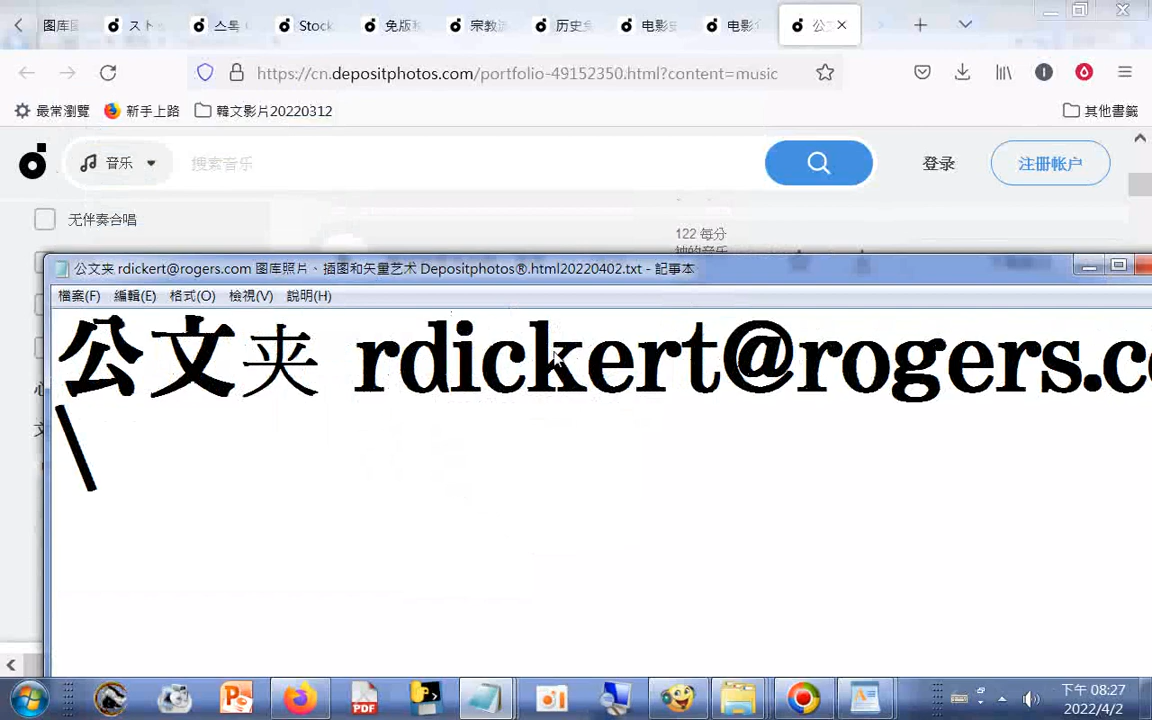 图库
スト
스톡
Stock
免版
宗教
历史
电影
电影
公
https://cn.depositphotos.com/portfolio-49152350.html?content=music
最常瀏覽
新手上路
韓文影片20220312
其他書籤
音乐
搜索音乐
登录
注册帐户
无伴奏合唱
122 每分
公文夹 rdickert@rogers.com 图库照片、插图和矢量艺术 Depositphotos®.html20220402.txt - 記事本
檔案(F) 編輯(E) 格式(O) 檢視(V) 說明(H)
公文夹 rdickert@rogers.co
\
下午 08:27
2022/4/2